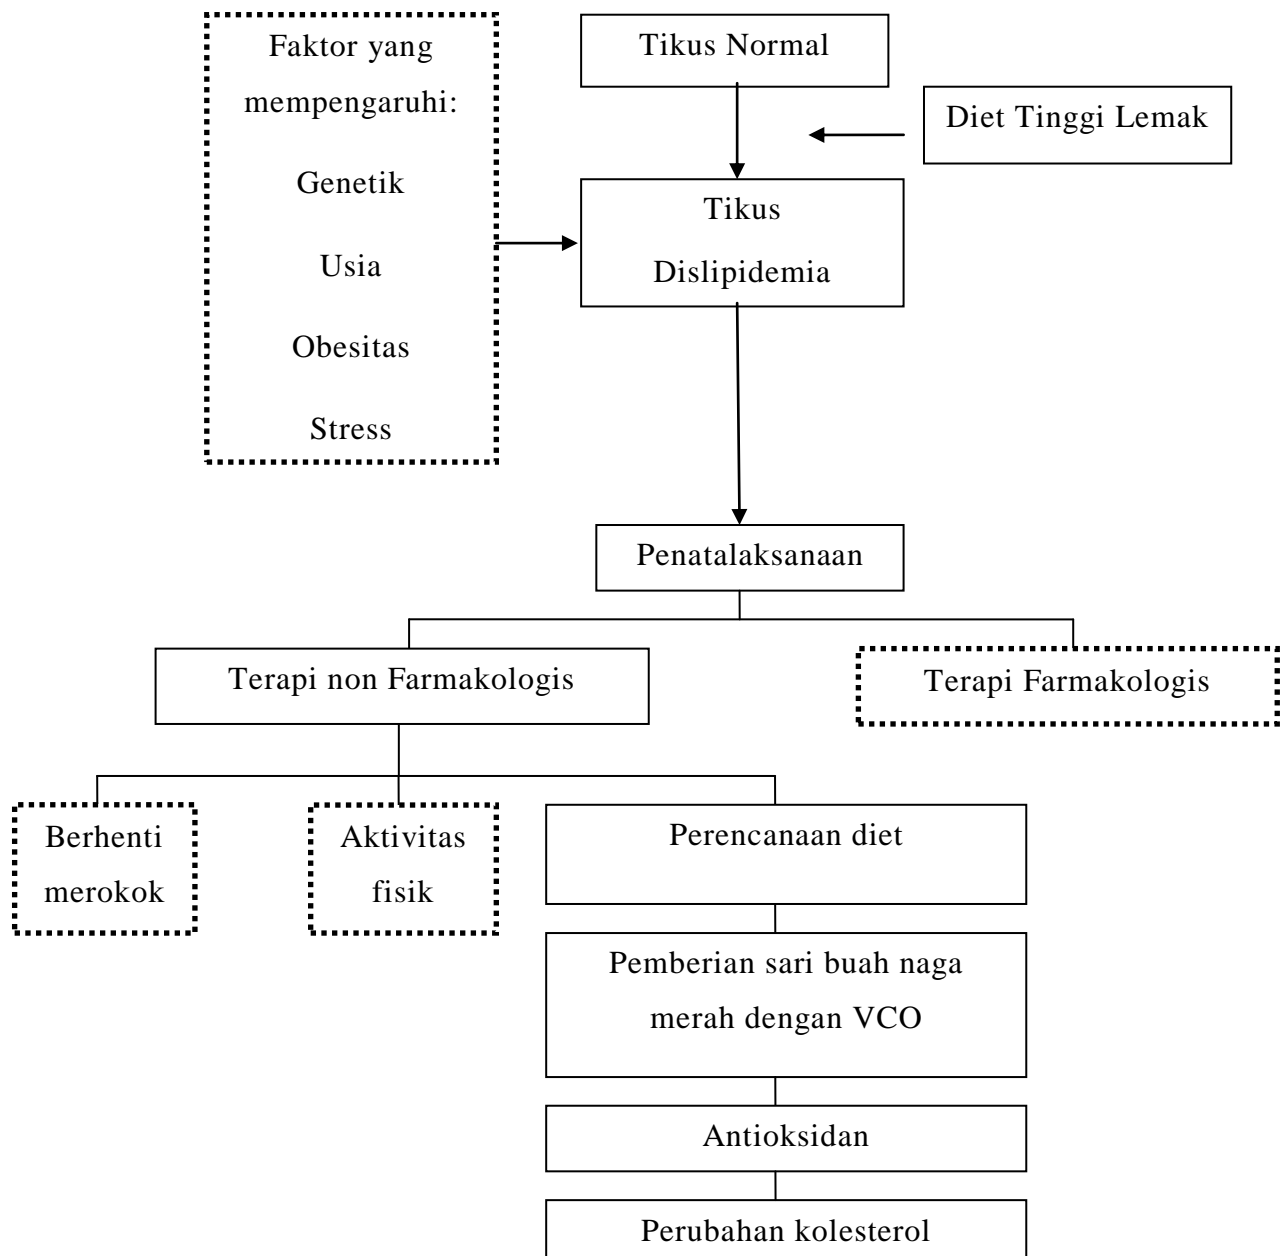 Faktor yang
mempengaruhi:
Genetik
Usia
Obesitas
Stress
Tikus Normal
Diet Tinggi Lemak
Tikus
Dislipidemia
Penatalaksanaan
Terapi non Farmakologis
Terapi Farmakologis
Berhenti
merokok
Aktivitas
fisik
Perencanaan diet
Pemberian sari buah naga
merah dengan VCO
Antioksidan
Perubahan kolesterol